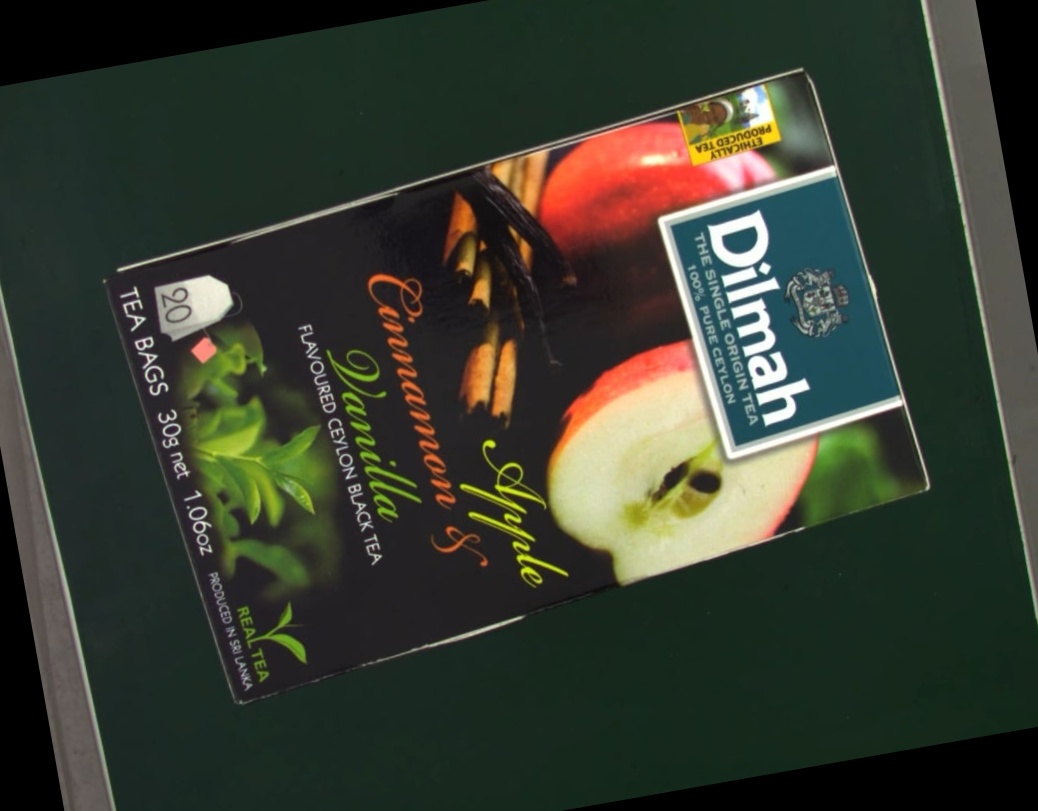 ETHICALLY
PRODUCED TEA
Dilmah
THE SINGLE ORIGIN TEA
100% PURE CEYLON
Apple
Cinnamon &
Vanilla
FLAVOURED CEYLON BLACK TEA
20
TEA BAGS 30g net 1.06oz
REAL TEA
PRODUCED IN SRI LANKA